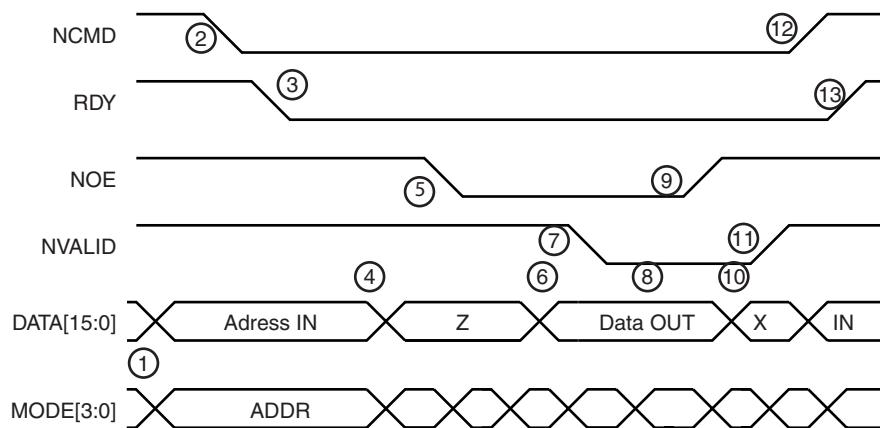 NCMD
2
12
RDY
3
13
NOE
5
9
NVALID
7
11
4
6
8
10
DATA[15:0]
Adress IN
Z
Data OUT
X
IN
1
MODE[3:0]
ADDR